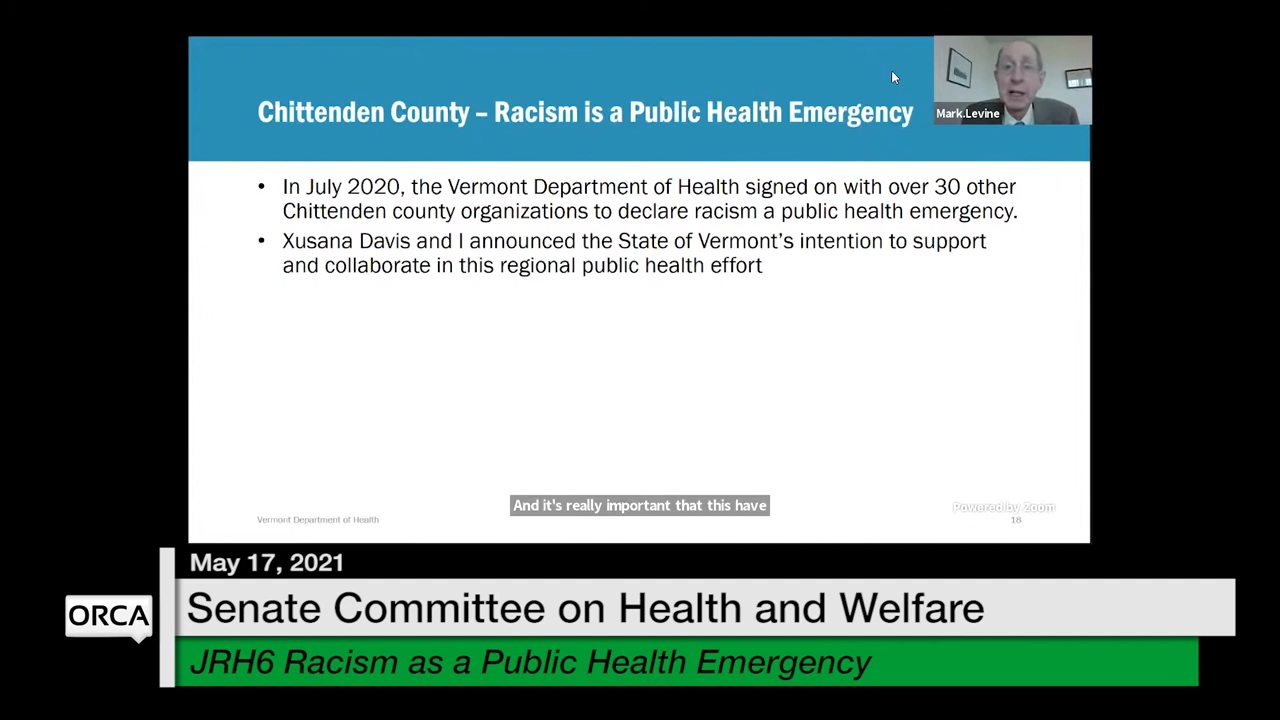 Chittenden County – Racism is a Public Health Emergency
Mark.Levine
• In July 2020, the Vermont Department of Health signed on with over 30 other
Chittenden county organizations to declare racism a public health emergency.
• Xusana Davis and I announced the State of Vermont's intention to support
and collaborate in this regional public health effort
And it's really important that this have
Powered by Zoom
Vermont Department of Health
18
May 17, 2021
ORCA
Senate Committee on Health and Welfare
JRH6 Racism as a Public Health Emergency